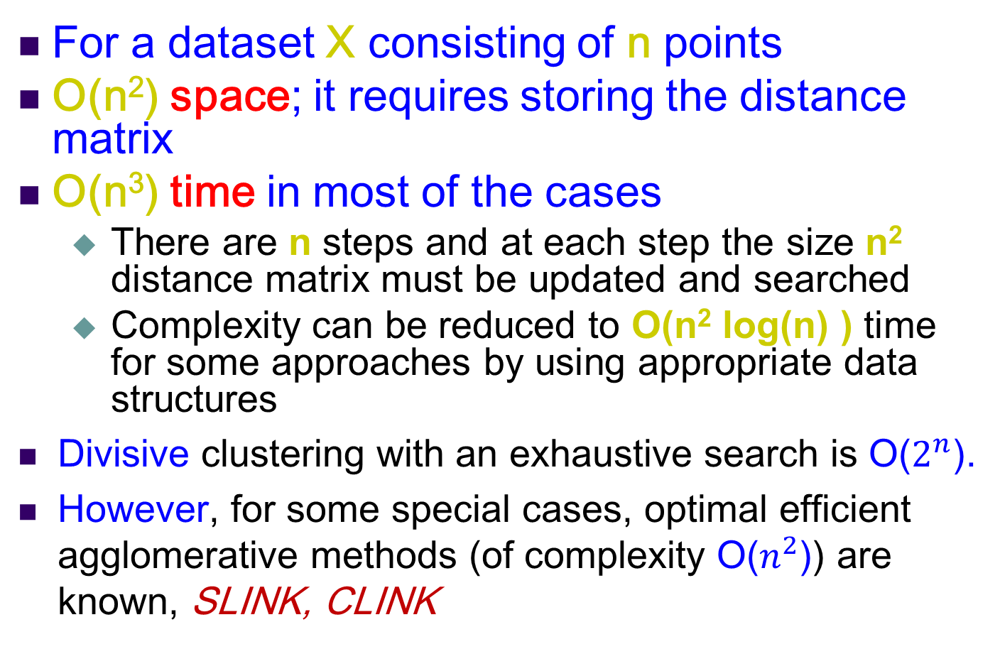 ■ For a dataset X consisting of n points
■ O(n²) space; it requires storing the distance
matrix
■ O(n³) time in most of the cases
◆ There are n steps and at each step the size n²
distance matrix must be updated and searched
◆ Complexity can be reduced to O(n² log(n) ) time
for some approaches by using appropriate data
structures
■ Divisive clustering with an exhaustive search is O(2ⁿ).
■ However, for some special cases, optimal efficient
agglomerative methods (of complexity O(n²)) are
known, SLINK, CLINK